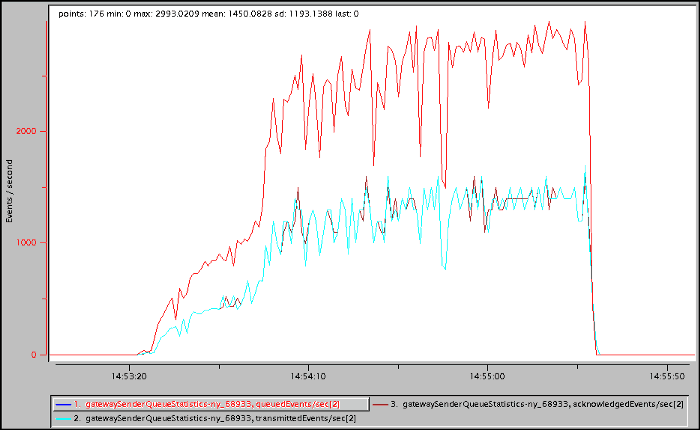 points: 176 min: 0 max: 2993.0209 mean: 1450.0828 sd: 1193.1388 last: 0
Events / second
2000
1000
0
14:53:20 14:54:10 14:55:00 14:55:50
1. gatewaySenderQueueStatistics-ny_68933, queuedEvents/sec[2] 3. gatewaySenderQueueStatistics-ny_68933, acknowledgedEvents/sec[2]
2. gatewaySenderQueueStatistics-ny_68933, transmittedEvents/sec[2]